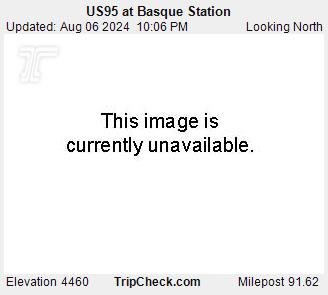 US95 at Basque Station
Updated: Aug 06 2024 10:06 PM Looking North
This image is
currently unavailable.
Elevation 4460 TripCheck.com Milepost 91.62